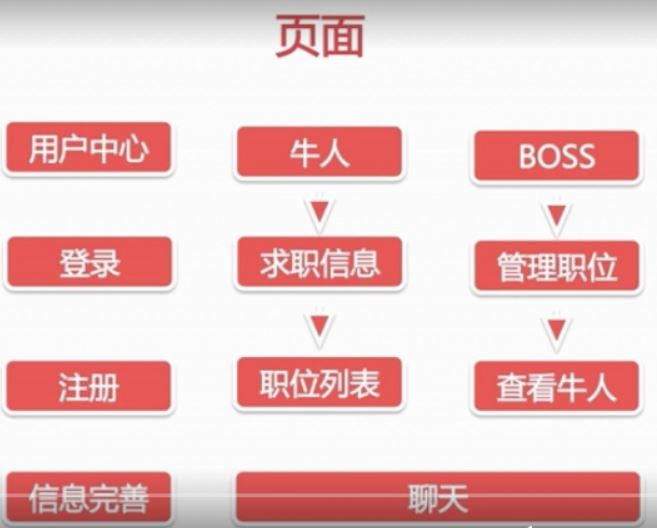 页面
用户中心
牛人
BOSS
登录
求职信息
管理职位
注册
职位列表
查看牛人
信息完善
聊天